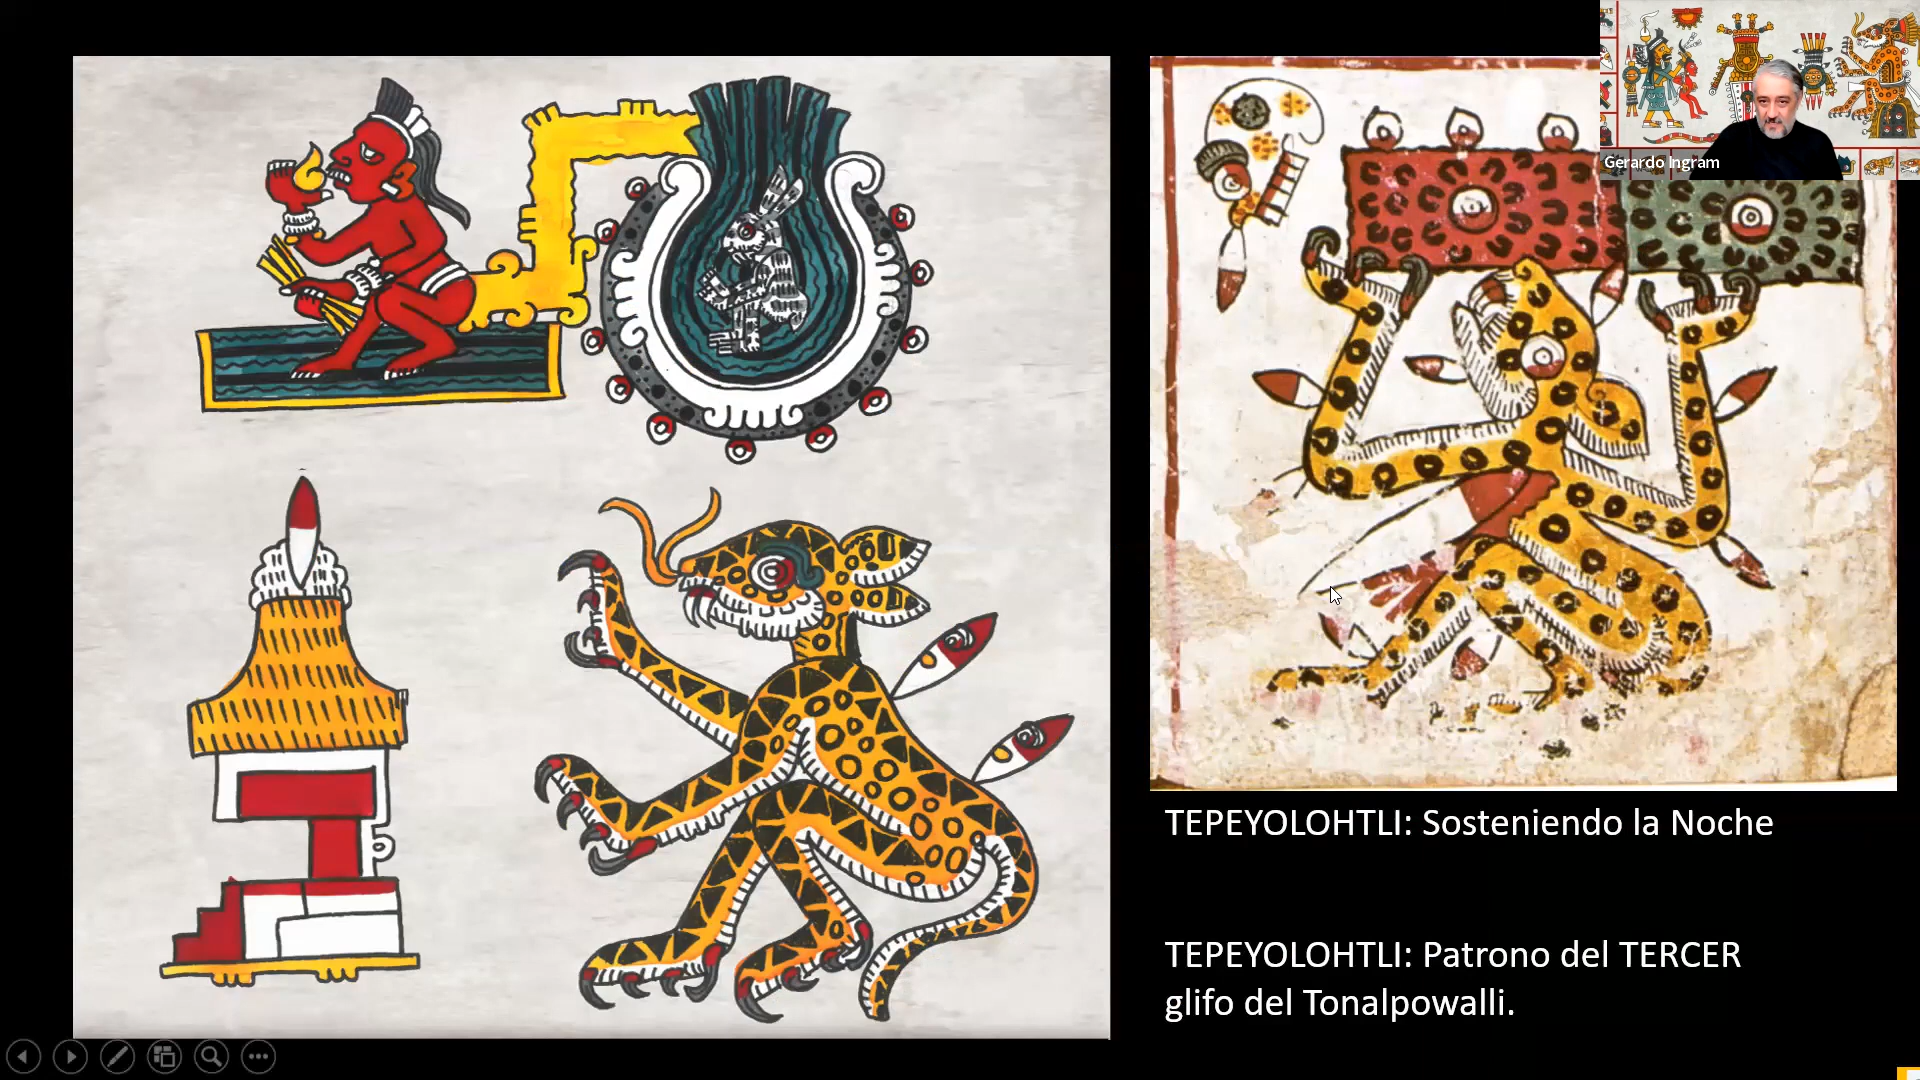 Gerardo Ingram
TEPEYOLOHTLI: Sosteniendo la Noche
TEPEYOLOHTLI: Patrono del TERCER
glifo del Tonalpowalli.